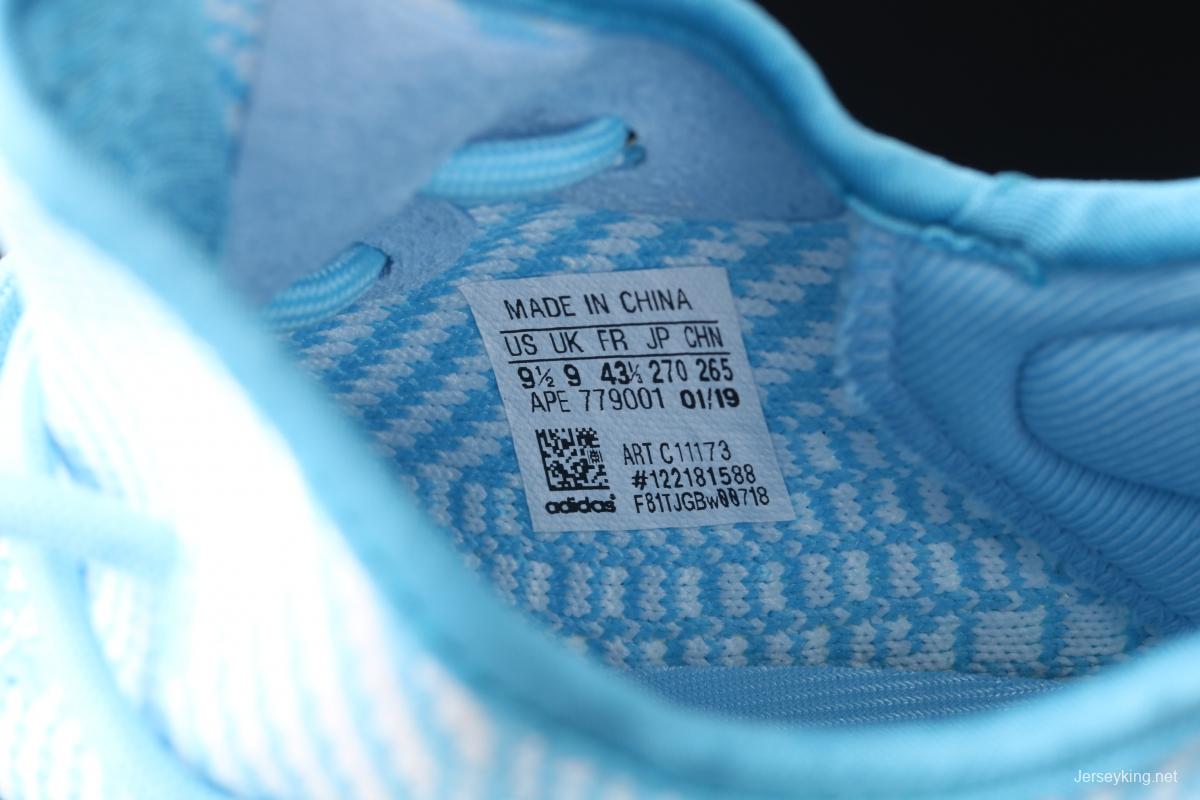 MADE IN CHINA
US UK FR JP CHN
9½ 9 43⅓ 270 265
APE 779001 01/19
ART C11173
#122181588
F81TJGBw00718
adidas
Jerseyking.net